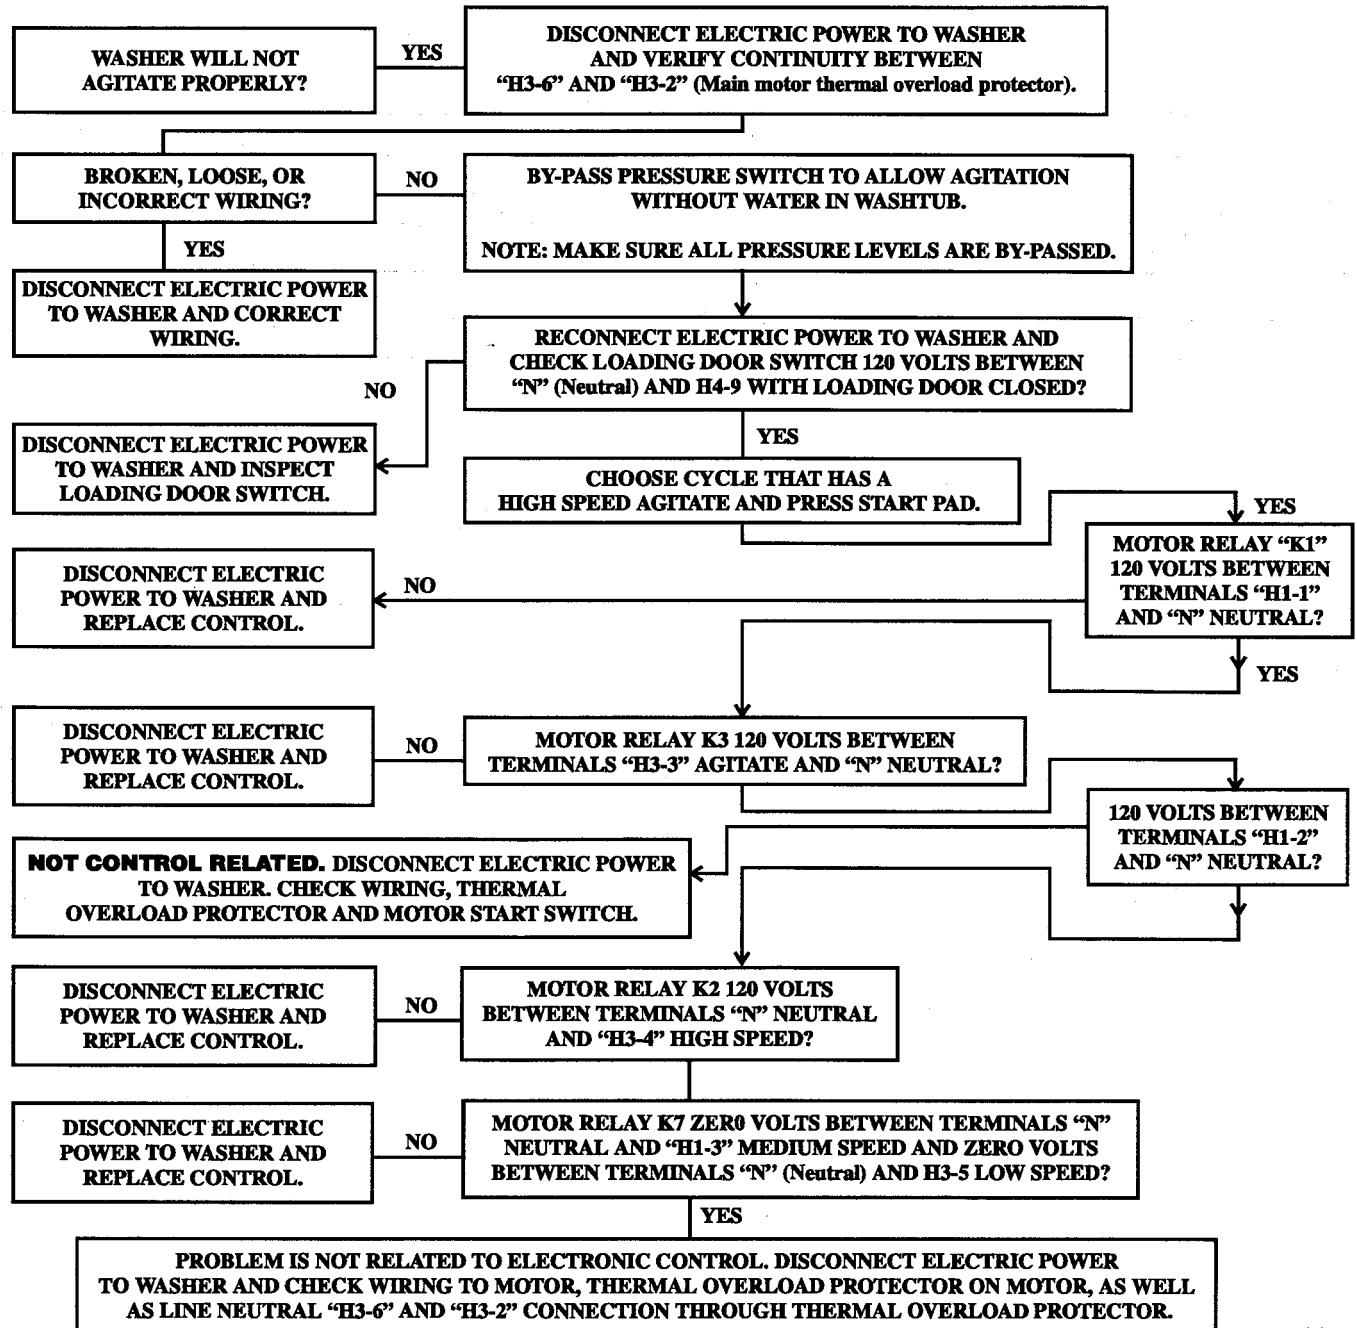 WASHER WILL NOT
AGITATE PROPERLY?
YES
DISCONNECT ELECTRIC POWER TO WASHER
AND VERIFY CONTINUITY BETWEEN
“H3-6” AND “H3-2” (Main motor thermal overload protector).
BROKEN, LOOSE, OR
INCORRECT WIRING?
NO
BY-PASS PRESSURE SWITCH TO ALLOW AGITATION
WITHOUT WATER IN WASHTUB.
NOTE: MAKE SURE ALL PRESSURE LEVELS ARE BY-PASSED.
YES
DISCONNECT ELECTRIC POWER
TO WASHER AND CORRECT
WIRING.
RECONNECT ELECTRIC POWER TO WASHER AND
CHECK LOADING DOOR SWITCH 120 VOLTS BETWEEN
“N” (Neutral) AND H4-9 WITH LOADING DOOR CLOSED?
NO
DISCONNECT ELECTRIC POWER
TO WASHER AND INSPECT
LOADING DOOR SWITCH.
YES
CHOOSE CYCLE THAT HAS A
HIGH SPEED AGITATE AND PRESS START PAD.
YES
MOTOR RELAY “K1”
120 VOLTS BETWEEN
TERMINALS “H1-1”
AND “N” NEUTRAL?
NO
DISCONNECT ELECTRIC
POWER TO WASHER AND
REPLACE CONTROL.
YES
MOTOR RELAY K3 120 VOLTS BETWEEN
TERMINALS “H3-3” AGITATE AND “N” NEUTRAL?
NO
DISCONNECT ELECTRIC
POWER TO WASHER AND
REPLACE CONTROL.
120 VOLTS BETWEEN
TERMINALS “H1-2”
AND “N” NEUTRAL?
NOT CONTROL RELATED. DISCONNECT ELECTRIC POWER
TO WASHER. CHECK WIRING, THERMAL
OVERLOAD PROTECTOR AND MOTOR START SWITCH.
MOTOR RELAY K2 120 VOLTS
BETWEEN TERMINALS “N” NEUTRAL
AND “H3-4” HIGH SPEED?
NO
DISCONNECT ELECTRIC
POWER TO WASHER AND
REPLACE CONTROL.
MOTOR RELAY K7 ZER0 VOLTS BETWEEN TERMINALS “N”
NEUTRAL AND “H1-3” MEDIUM SPEED AND ZERO VOLTS
BETWEEN TERMINALS “N” (Neutral) AND H3-5 LOW SPEED?
NO
DISCONNECT ELECTRIC
POWER TO WASHER AND
REPLACE CONTROL.
YES
PROBLEM IS NOT RELATED TO ELECTRONIC CONTROL. DISCONNECT ELECTRIC POWER
TO WASHER AND CHECK WIRING TO MOTOR, THERMAL OVERLOAD PROTECTOR ON MOTOR, AS WELL
AS LINE NEUTRAL “H3-6” AND “H3-2” CONNECTION THROUGH THERMAL OVERLOAD PROTECTOR.